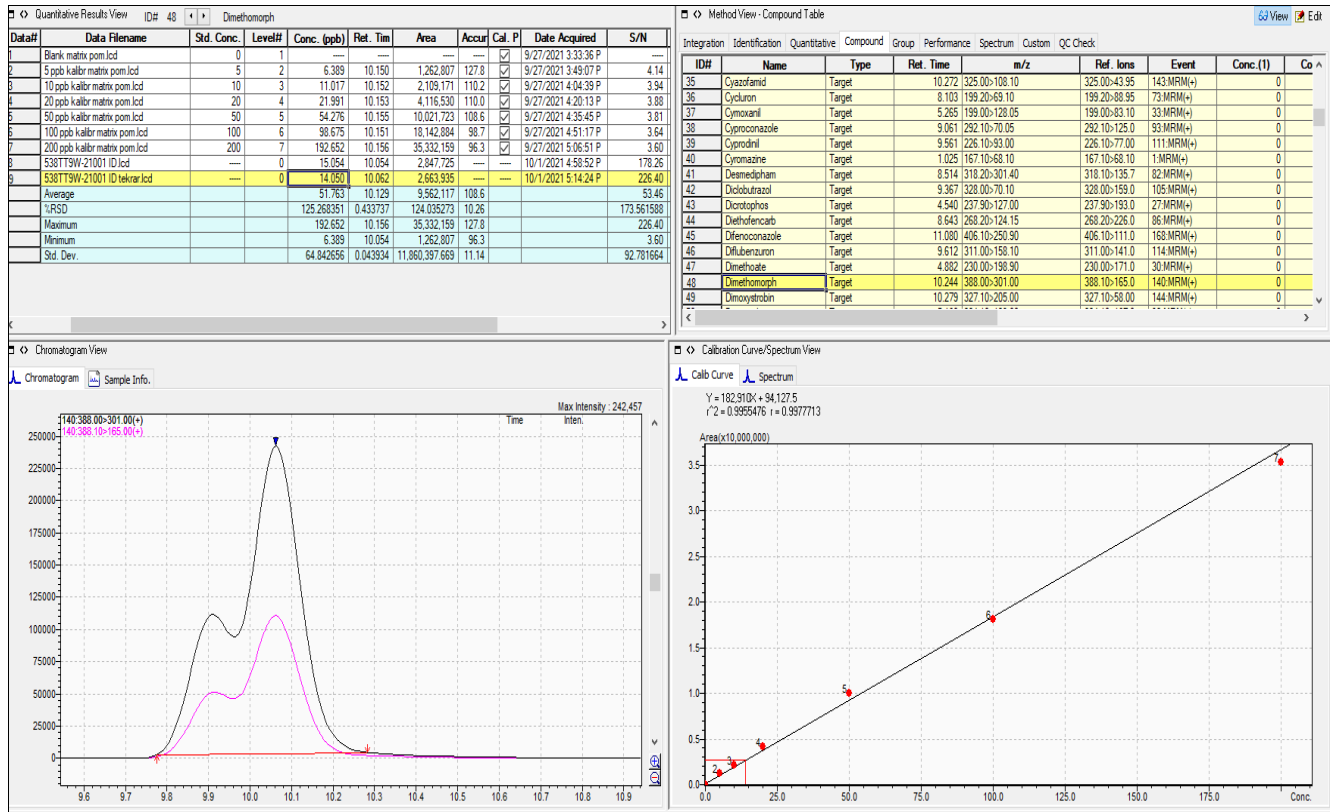 Quantitative Results View ID# 48 Dimethomorph
Data# Data Filename Std. Conc. Level# Conc. (ppb) Ret. Tim Area Accur Cal. P Date Acquired S/N
1 Blank matrix pom.lcd 0 1 ---- ---- ---- ---- 9/27/2021 3:33:36 P ----
2 5 ppb kalibr matrix pom.lcd 5 2 6.389 10.150 1,262,807 127.8 9/27/2021 3:49:07 P 4.14
3 10 ppb kalibr matrix pom.lcd 10 3 11.017 10.152 2,109,171 110.2 9/27/2021 4:04:39 P 3.94
4 20 ppb kalibr matrix pom.lcd 20 4 21.991 10.153 4,116,530 110.0 9/27/2021 4:20:13 P 3.88
5 50 ppb kalibr matrix pom.lcd 50 5 54.276 10.155 10,021,723 108.6 9/27/2021 4:35:45 P 3.81
6 100 ppb kalibr matrix pom.lcd 100 6 98.675 10.151 18,142,884 98.7 9/27/2021 4:51:17 P 3.64
7 200 ppb kalibr matrix pom.lcd 200 7 192.652 10.156 35,332,159 96.3 9/27/2021 5:06:51 P 3.60
8 538TT9W-21001 ID.lcd ---- 0 15.054 10.054 2,847,725 ---- ---- 10/1/2021 4:58:52 P 178.26
9 538TT9W-21001 ID tekrar.lcd ---- 0 14.050 10.062 2,663,935 ---- ---- 10/1/2021 5:14:24 P 226.40
Average 51.763 10.129 9,562,117 108.6 53.46
%RSD 125.268351 0.433737 124.035273 10.26 173.561588
Maximum 192.652 10.156 35,332,159 127.8 226.40
Minimum 6.389 10.054 1,262,807 96.3 3.60
Std. Dev. 64.842656 0.043934 11,860,397.669 11.14 92.781664
Method View - Compound Table View Edit
Integration Identification Quantitative Compound Group Performance Spectrum Custom QC Check
ID# Name Type Ret. Time m/z Ref. Ions Event Conc.(1) Co
35 Cyazofamid Target 10.272 325.00>108.10 325.00>43.95 143:MRM(+) 0
36 Cycluron Target 8.103 199.20>69.10 199.20>88.95 73:MRM(+) 0
37 Cymoxanil Target 5.265 199.00>128.05 199.00>83.10 33:MRM(+) 0
38 Cyproconazole Target 9.061 292.10>70.05 292.10>125.0 93:MRM(+) 0
39 Cyprodinil Target 9.561 226.10>93.00 226.10>77.00 111:MRM(+) 0
40 Cyromazine Target 1.025 167.10>68.10 167.10>68.10 1:MRM(+) 0
41 Desmedipham Target 8.514 318.20>301.40 318.10>135.7 82:MRM(+) 0
42 Diclobutrazol Target 9.367 328.00>70.10 328.00>159.0 105:MRM(+) 0
43 Dicrotophos Target 4.540 237.90>127.00 237.90>193.0 27:MRM(+) 0
44 Diethofencarb Target 8.643 268.20>124.15 268.20>226.0 86:MRM(+) 0
45 Difenoconazole Target 11.080 406.10>250.90 406.10>111.0 168:MRM(+) 0
46 Diflubenzuron Target 9.612 311.00>158.10 311.00>141.0 114:MRM(+) 0
47 Dimethoate Target 4.882 230.00>198.90 230.00>171.0 30:MRM(+) 0
48 Dimethomorph Target 10.244 388.00>301.00 388.10>165.0 140:MRM(+) 0
49 Dimoxystrobin Target 10.279 327.10>205.00 327.10>58.00 144:MRM(+) 0
Chromatogram View
Chromatogram Sample Info.
Max Intensity : 242,457
140:388.00>301.00(+) Time Inten.
140:388.10>165.00(+)
250000
225000
200000
175000
150000
125000
100000
75000
50000
25000
0
9.6 9.7 9.8 9.9 10.0 10.1 10.2 10.3 10.4 10.5 10.6 10.7 10.8 10.9
Calibration Curve/Spectrum View
Calib Curve Spectrum
Y = 182,910X + 94,127.5
r^2 = 0.9955476 r = 0.9977713
Area(x10,000,000)
3.5
3.0
2.5
2.0
1.5
1.0
0.5
0.0
2 3 4 5 6 7
0.0 25.0 50.0 75.0 100.0 125.0 150.0 175.0 Conc.